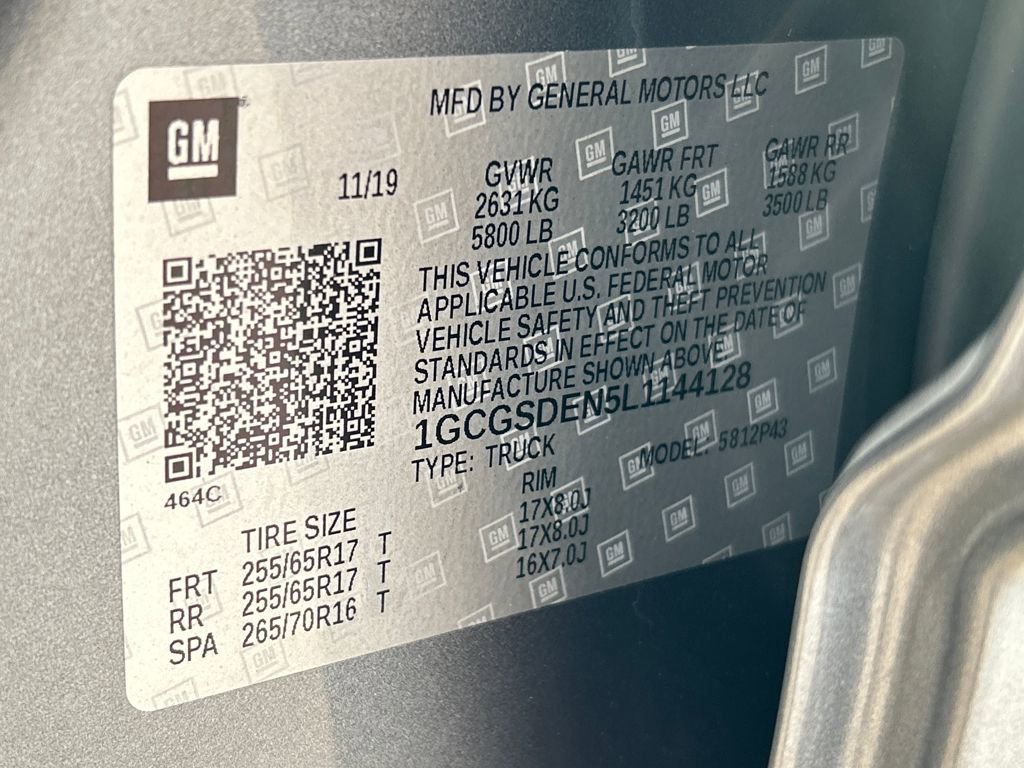 GM
MFD BY GENERAL MOTORS LLC
11/19
GVWR GAWR FRT GAWR RR
2631 KG 1451 KG 1588 KG
5800 LB 3200 LB 3500 LB
THIS VEHICLE CONFORMS TO ALL
APPLICABLE U.S. FEDERAL MOTOR
VEHICLE SAFETY AND THEFT PREVENTION
STANDARDS IN EFFECT ON THE DATE OF
MANUFACTURE SHOWN ABOVE
1GCGSDEN5L1144128
TYPE: TRUCK MODEL: 5812P43
464C
TIRE SIZE RIM
FRT 255/65R17 T 17X8.0J
RR 255/65R17 T 17X8.0J
SPA 265/70R16 T 16X7.0J